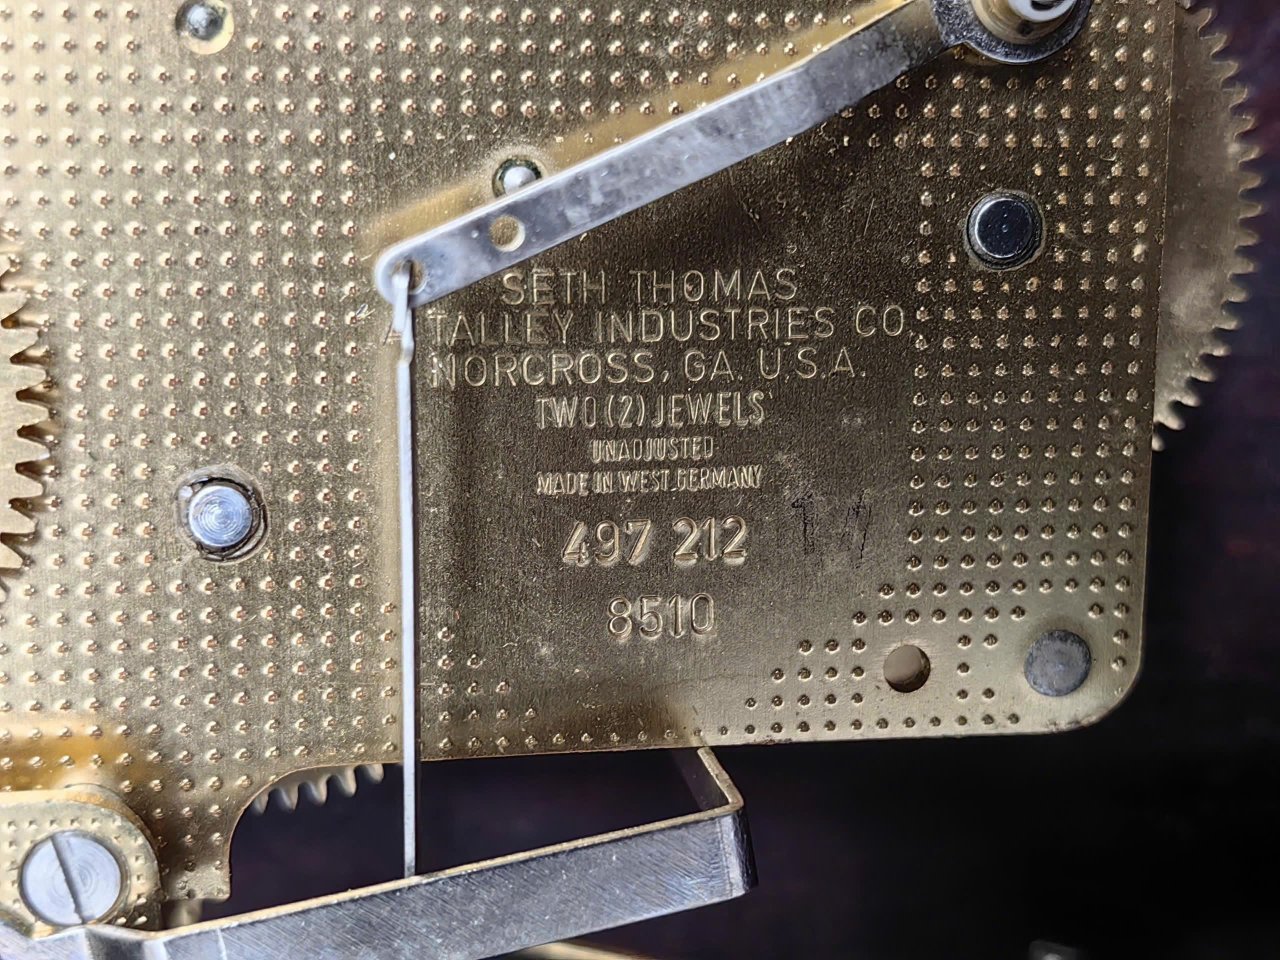 SETH THOMAS
A TALLEY INDUSTRIES CO.
NORCROSS, GA. U.S.A.
TWO (2) JEWELS
UNADJUSTED
MADE IN WEST.GERMANY
497 212
8510